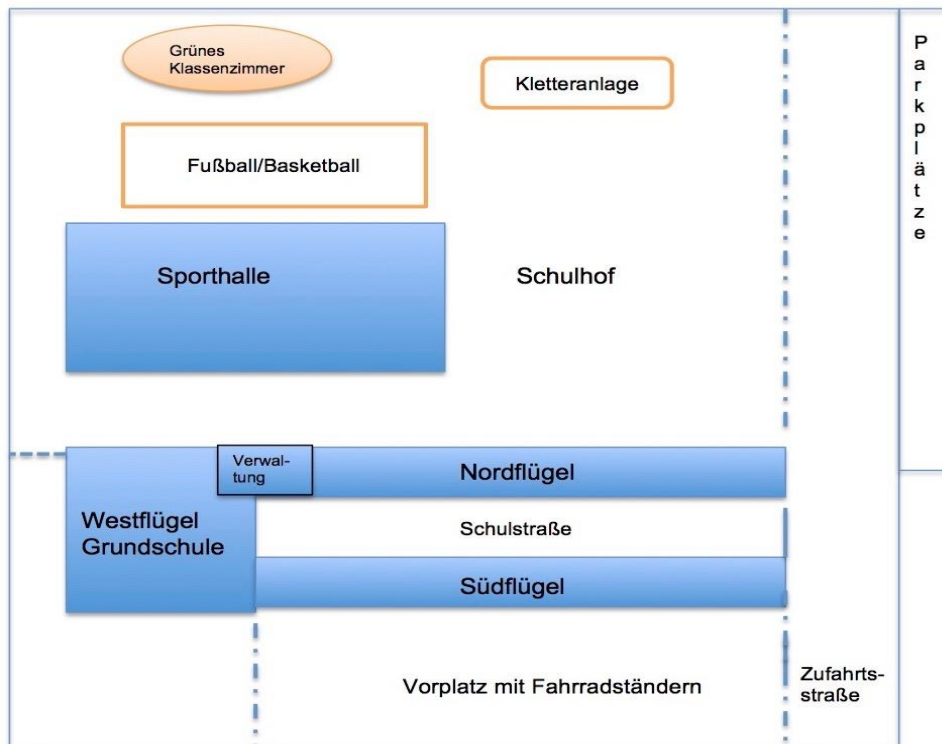 Grünes
Klassenzimmer
Kletteranlage
Parkplätze
Fußball/Basketball
Sporthalle
Schulhof
Verwal-
tung
Nordflügel
Westflügel
Grundschule
Schulstraße
Südflügel
Vorplatz mit Fahrradständern
Zufahrts-
straße